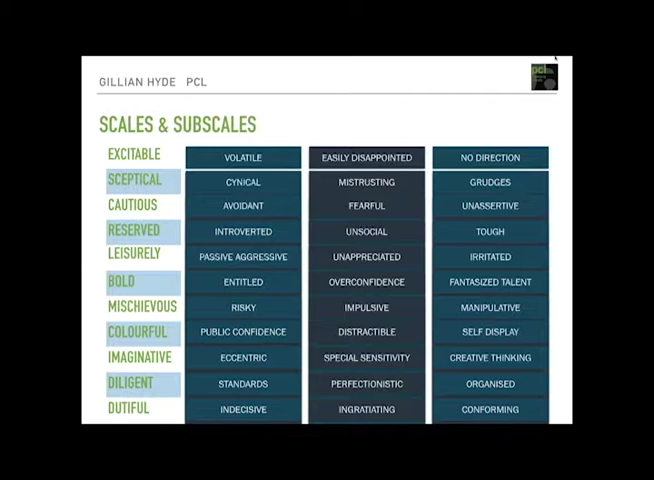 GILLIAN HYDE PCL
pcl
SCALES & SUBSCALES
EXCITABLE VOLATILE EASILY DISAPPOINTED NO DIRECTION
SCEPTICAL CYNICAL MISTRUSTING GRUDGES
CAUTIOUS AVOIDANT FEARFUL UNASSERTIVE
RESERVED INTROVERTED UNSOCIAL TOUGH
LEISURELY PASSIVE AGGRESSIVE UNAPPRECIATED IRRITATED
BOLD ENTITLED OVERCONFIDENCE FANTASIZED TALENT
MISCHIEVOUS RISKY IMPULSIVE MANIPULATIVE
COLOURFUL PUBLIC CONFIDENCE DISTRACTIBLE SELF DISPLAY
IMAGINATIVE ECCENTRIC SPECIAL SENSITIVITY CREATIVE THINKING
DILIGENT STANDARDS PERFECTIONISTIC ORGANISED
DUTIFUL INDECISIVE INGRATIATING CONFORMING